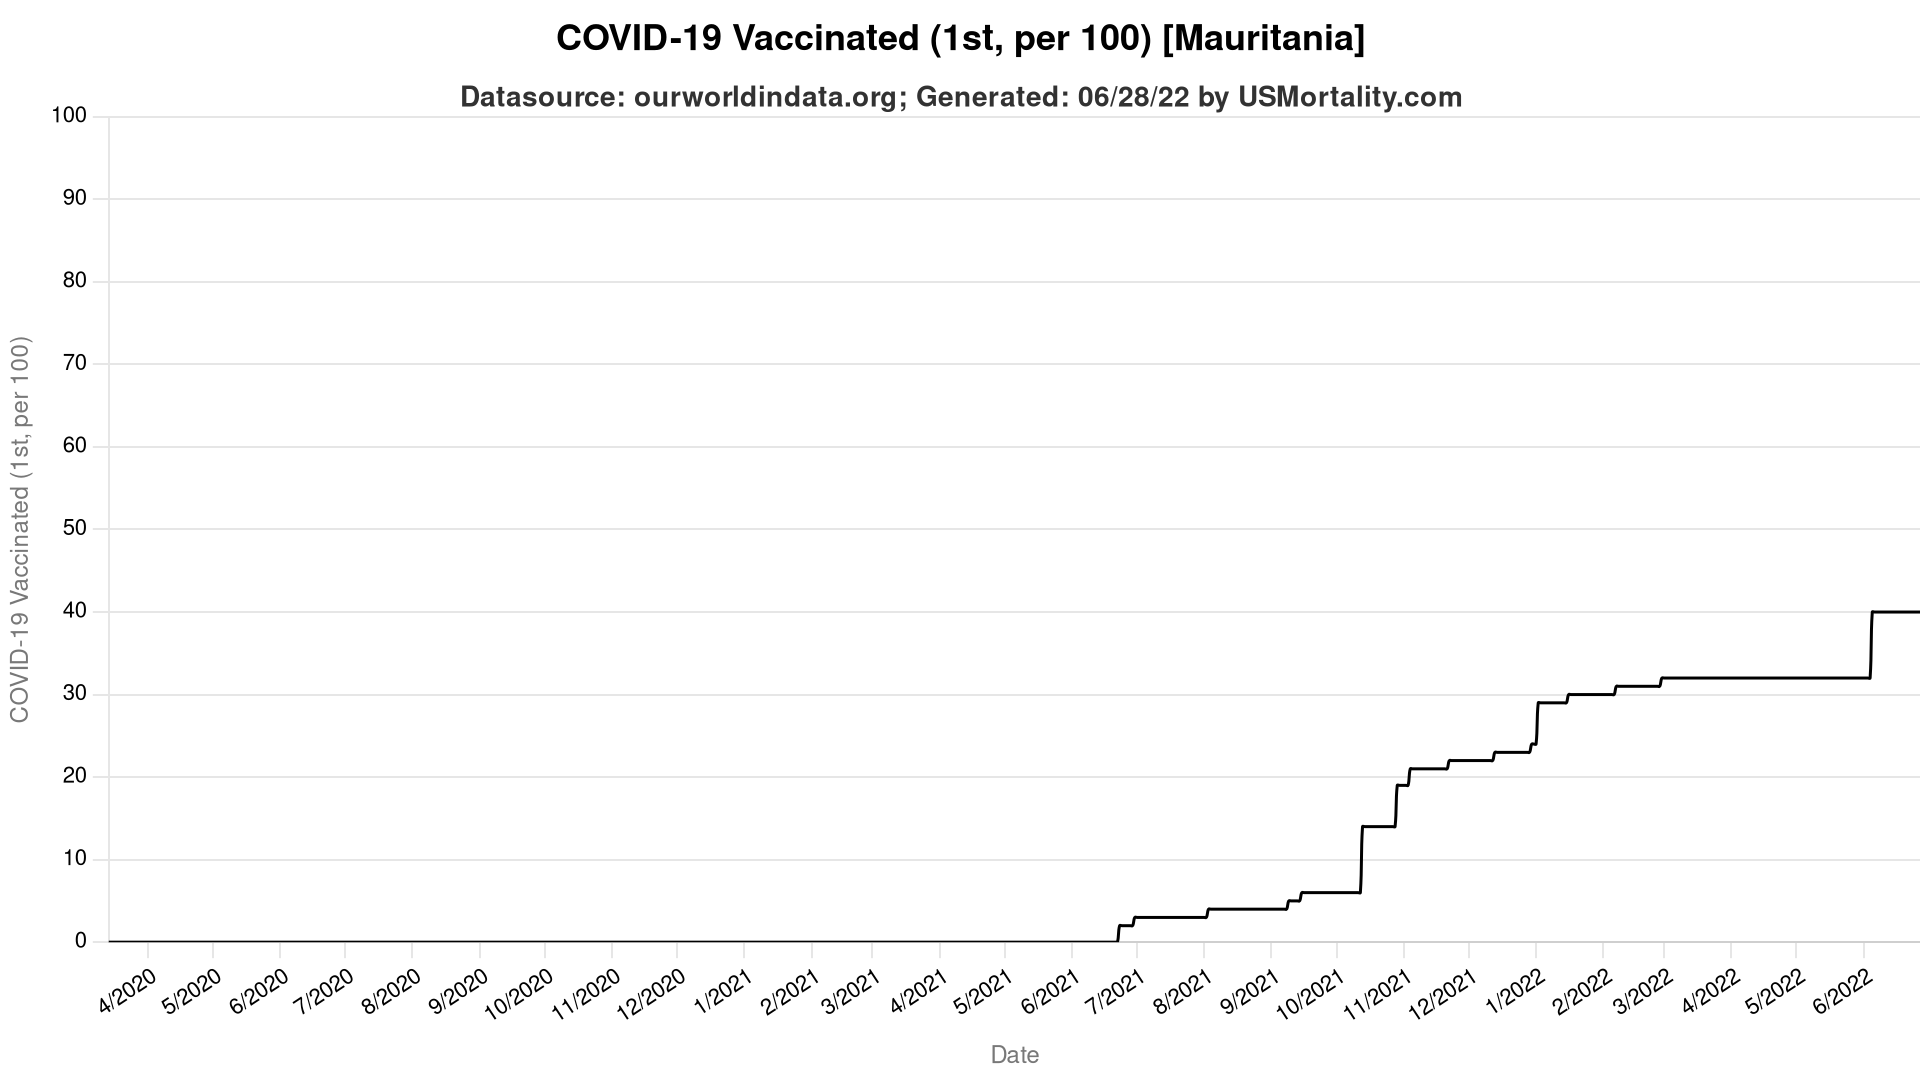 COVID-19 Vaccinated (1st, per 100) [Mauritania]
Datasource: ourworldindata.org; Generated: 06/28/22 by USMortality.com
COVID-19 Vaccinated (1st, per 100)
100
90
80
70
60
50
40
30
20
10
0
4/2020 5/2020 6/2020 7/2020 8/2020 9/2020 10/2020 11/2020 12/2020 1/2021 2/2021 3/2021 4/2021 5/2021 6/2021 7/2021 8/2021 9/2021 10/2021 11/2021 12/2021 1/2022 2/2022 3/2022 4/2022 5/2022 6/2022
Date